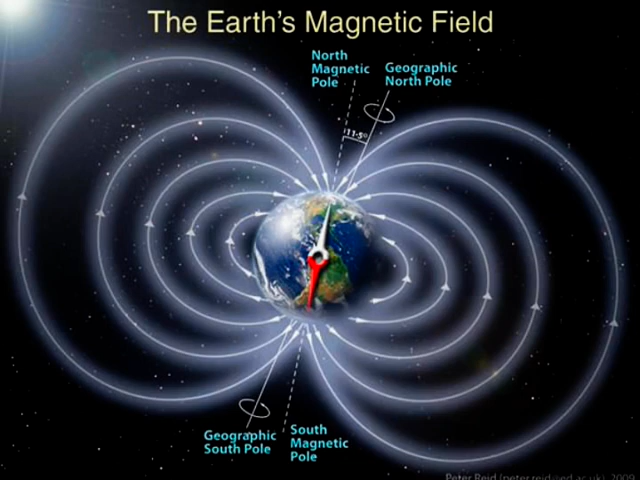 The Earth's Magnetic Field
North
Magnetic
Pole
Geographic
North Pole
11.5°
Geographic
South Pole
South
Magnetic
Pole
Peter Reid (peter.reid@ed.ac.uk), 2009